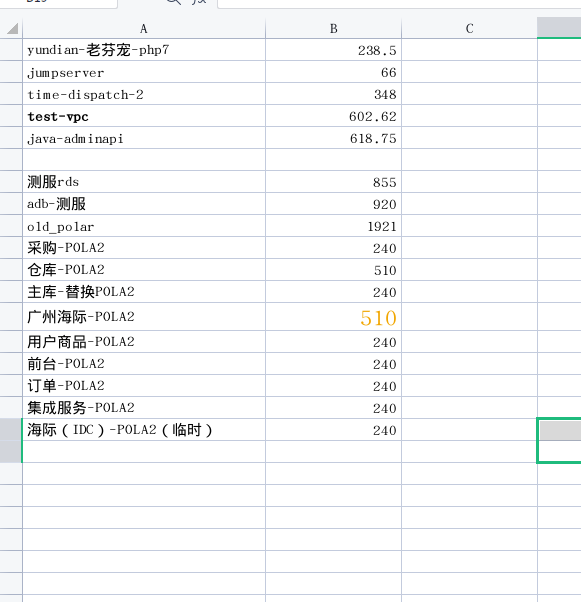 A B C
yundian-老芬宠-php7 238.5
jumpserver 66
time-dispatch-2 348
test-vpc 602.62
java-adminapi 618.75
测服rds 855
adb-测服 920
old_polar 1921
采购-POLA2 240
仓库-POLA2 510
主库-替换POLA2 240
广州海际-POLA2 510
用户商品-POLA2 240
前台-POLA2 240
订单-POLA2 240
集成服务-POLA2 240
海际（IDC）-POLA2（临时） 240